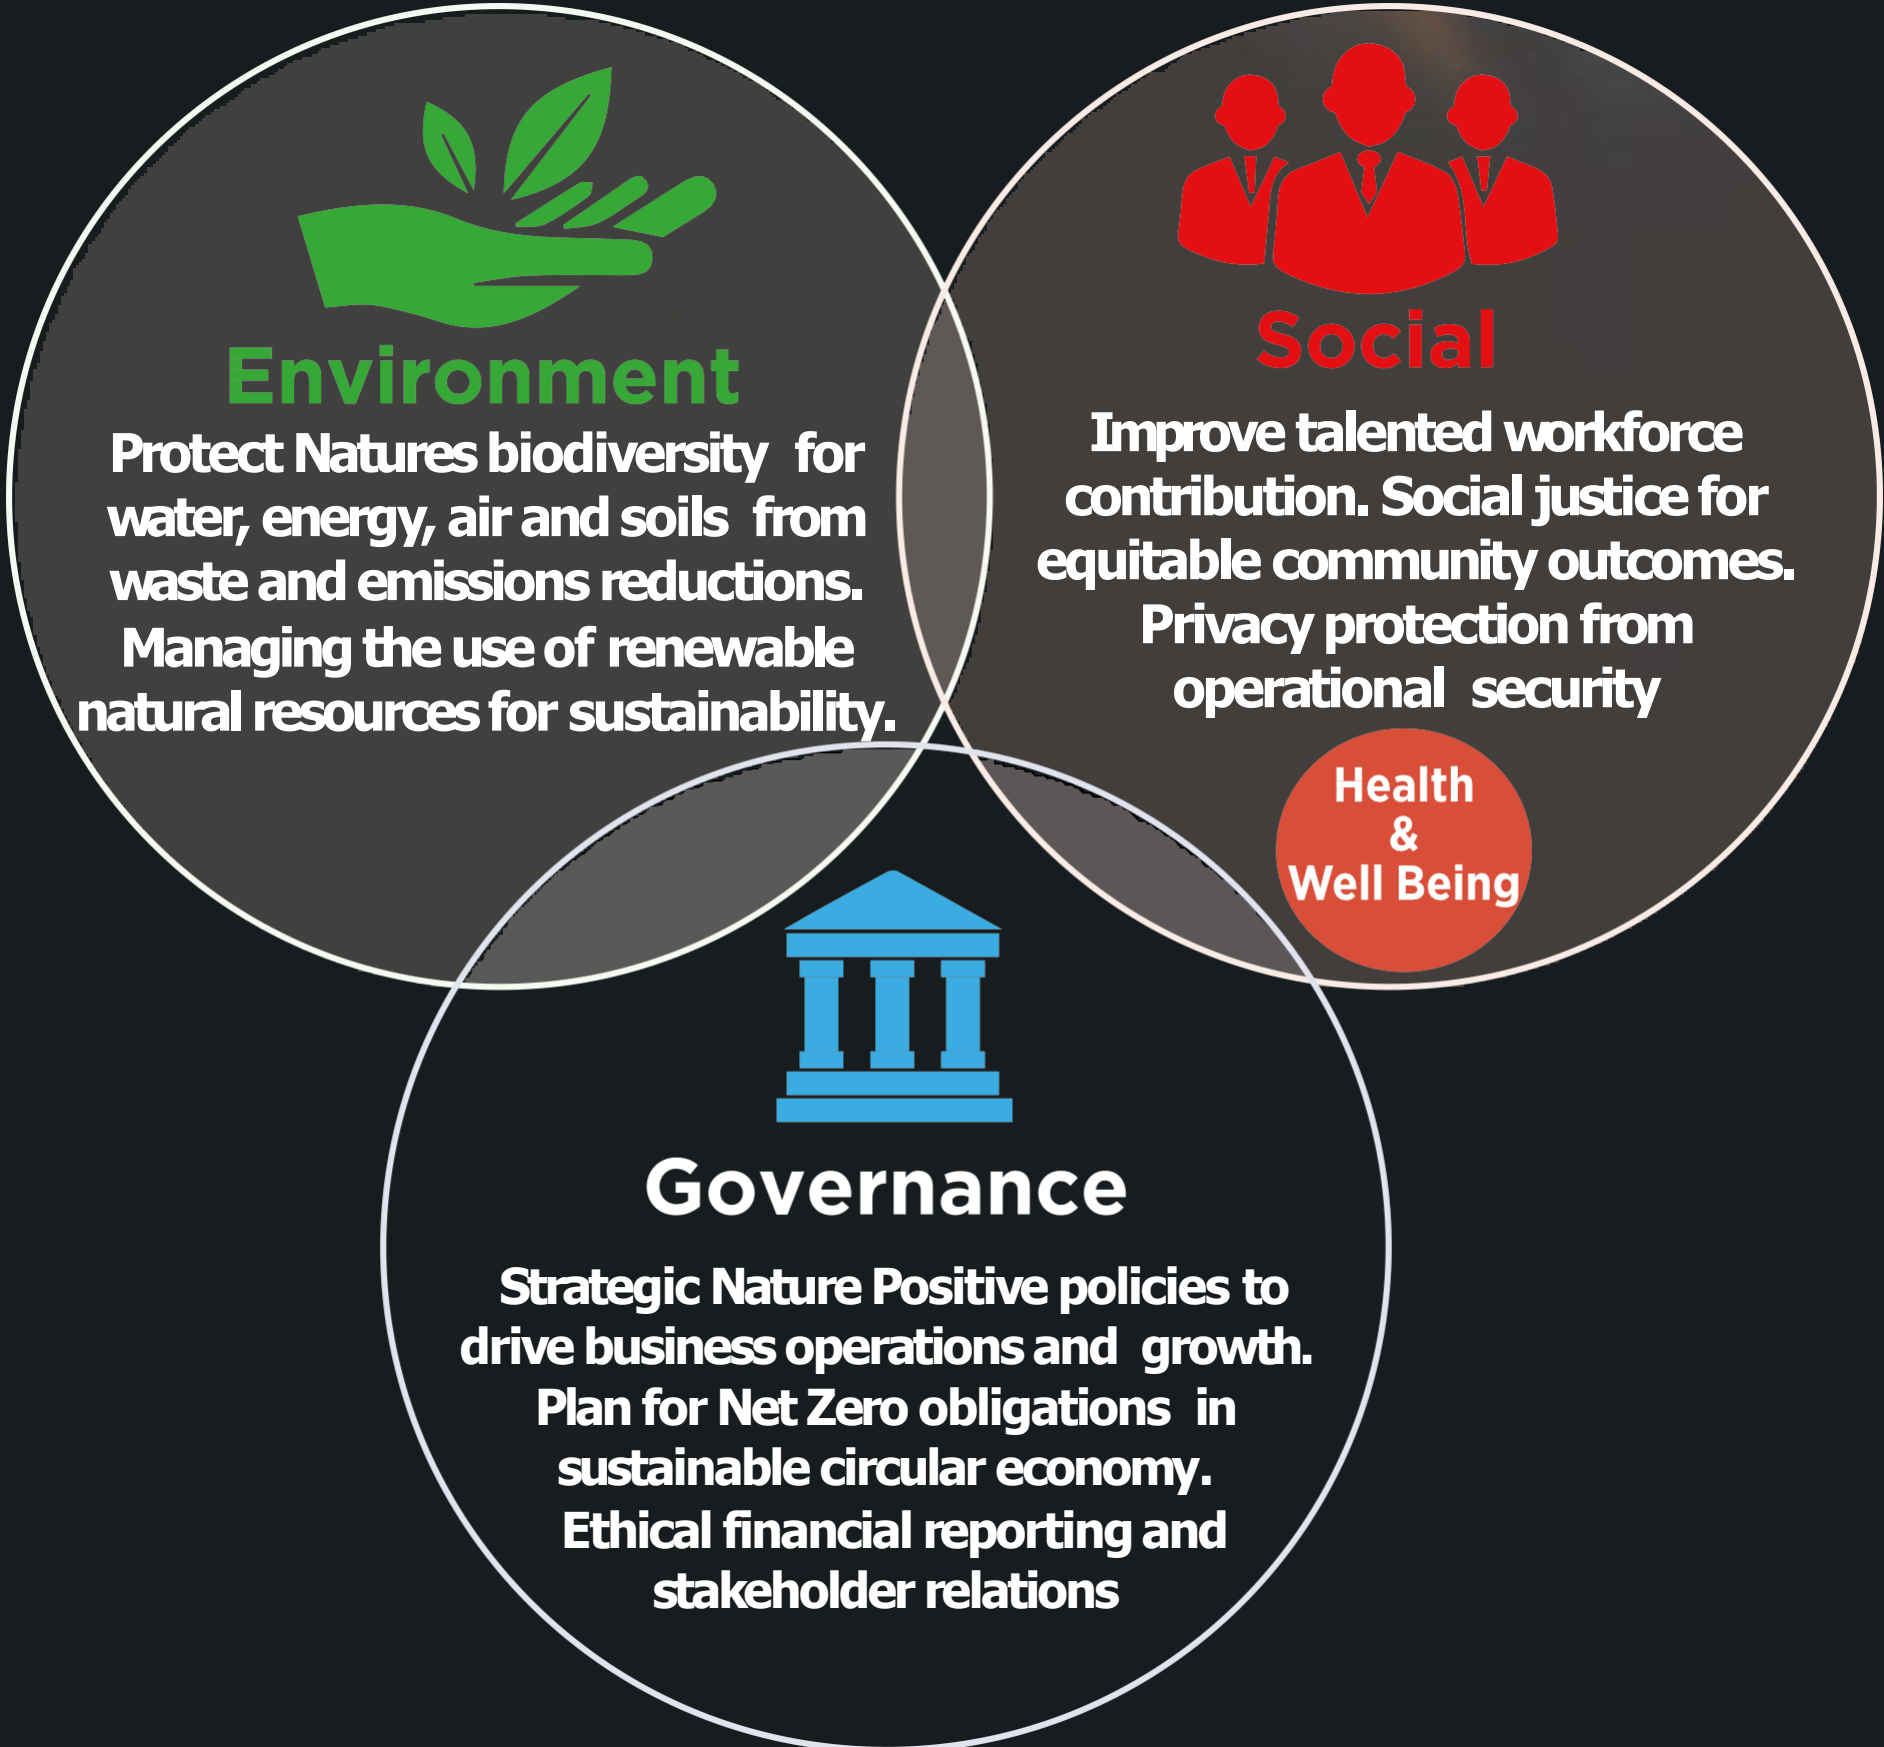 Environment
Protect Natures biodiversity for
water, energy, air and soils from
waste and emissions reductions.
Managing the use of renewable
natural resources for sustainability.
Social
Improve talented workforce
contribution. Social justice for
equitable community outcomes.
Privacy protection from
operational security
Health
&
Well Being
Governance
Strategic Nature Positive policies to
drive business operations and growth.
Plan for Net Zero obligations in
sustainable circular economy.
Ethical financial reporting and
stakeholder relations